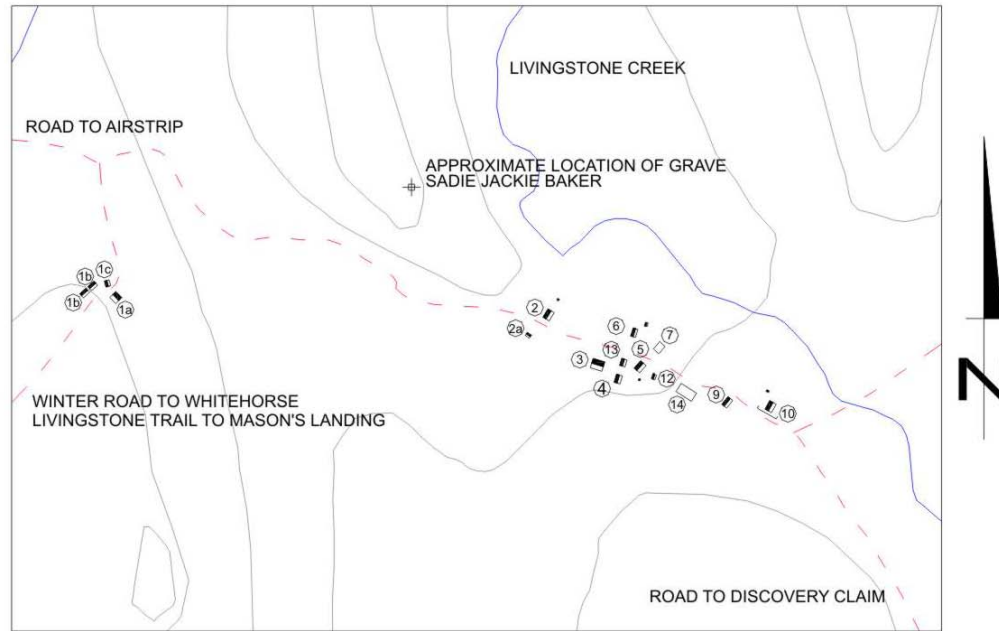 LIVINGSTONE CREEK
ROAD TO AIRSTRIP
APPROXIMATE LOCATION OF GRAVE
SADIE JACKIE BAKER
1b
1c
1b
1a
2
2a
6
7
13
5
3
4
12
14
9
10
N
WINTER ROAD TO WHITEHORSE
LIVINGSTONE TRAIL TO MASON'S LANDING
ROAD TO DISCOVERY CLAIM